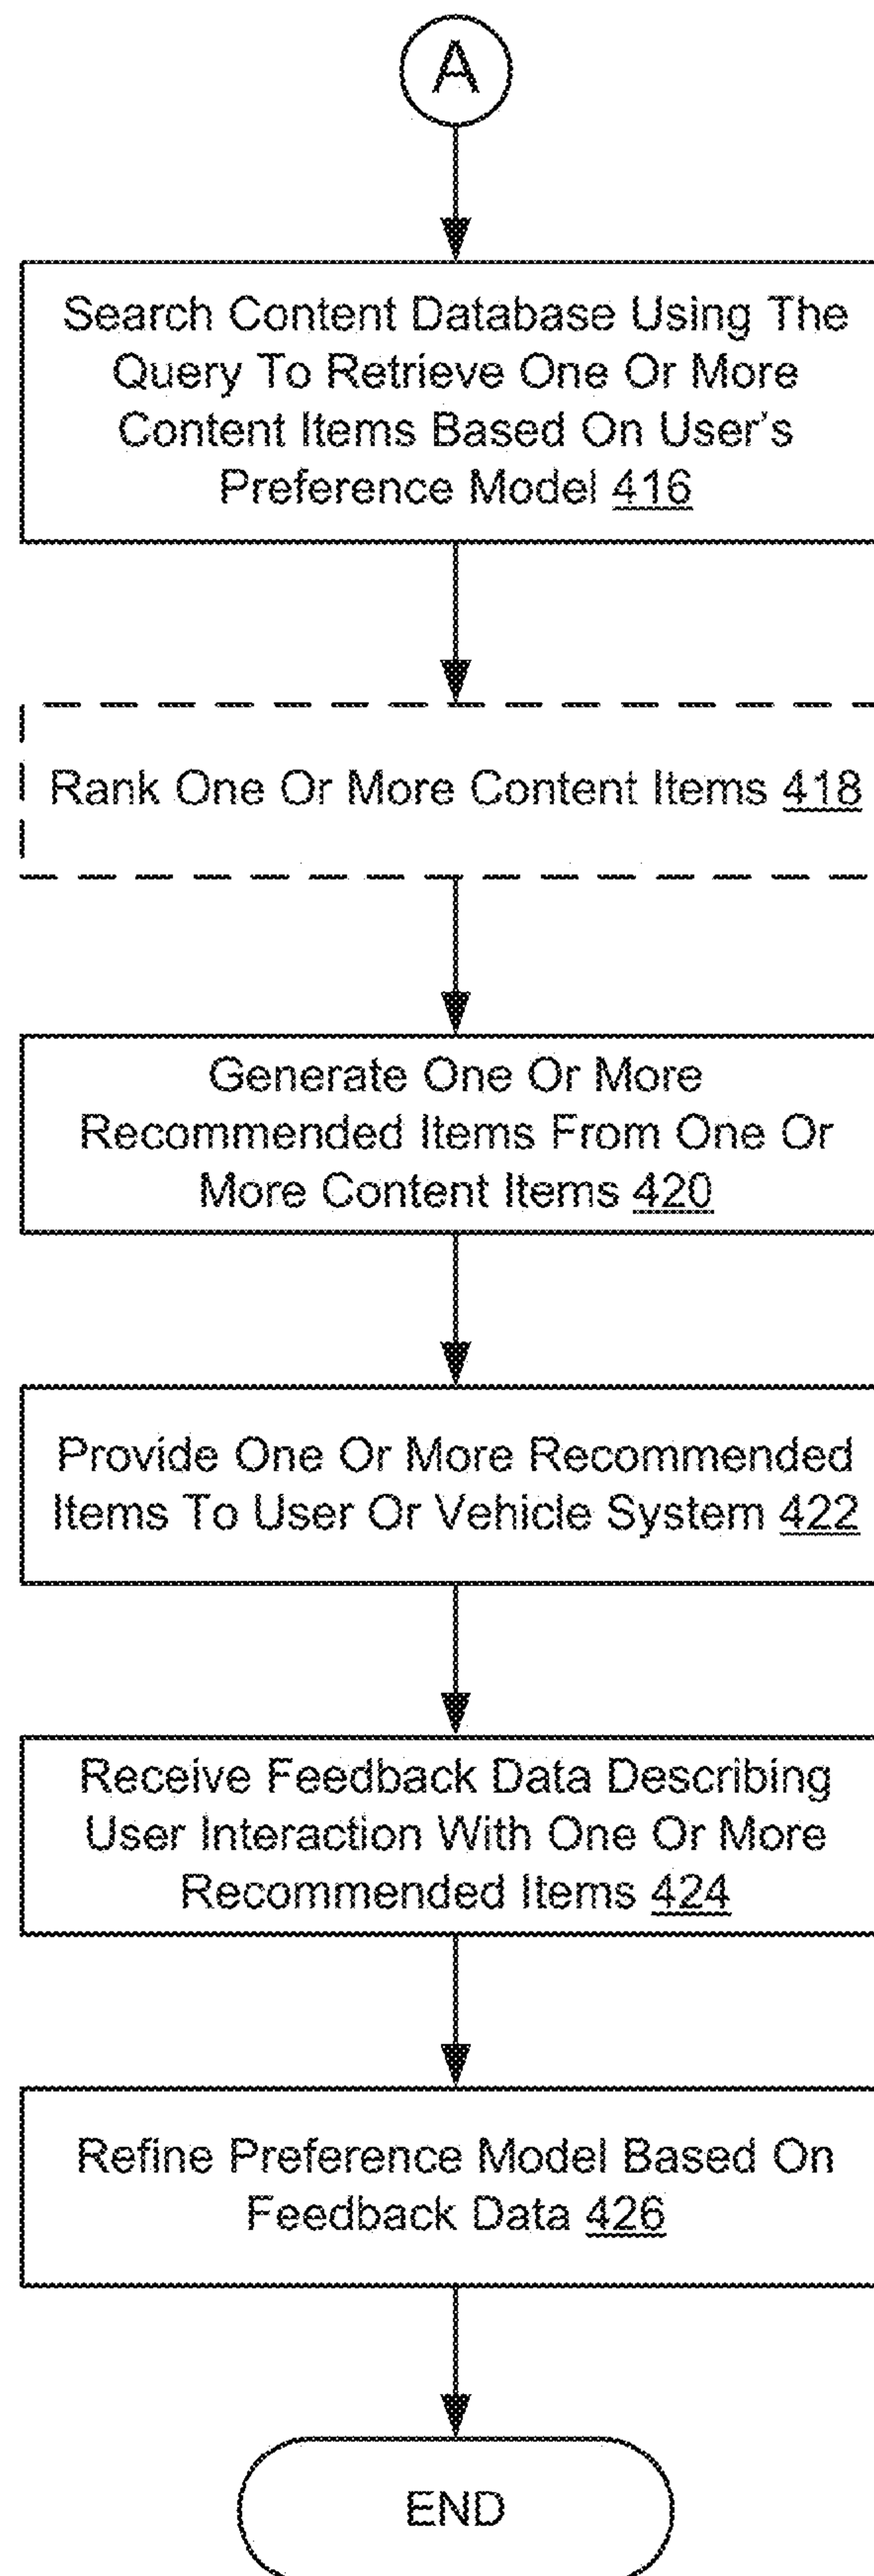 A
Search Content Database Using The
Query To Retrieve One Or More
Content Items Based On User's
Preference Model 416
Rank One Or More Content Items 418
Generate One Or More
Recommended Items From One Or
More Content Items 420
Provide One Or More Recommended
Items To User Or Vehicle System 422
Receive Feedback Data Describing
User Interaction With One Or More
Recommended Items 424
Refine Preference Model Based On
Feedback Data 426
END